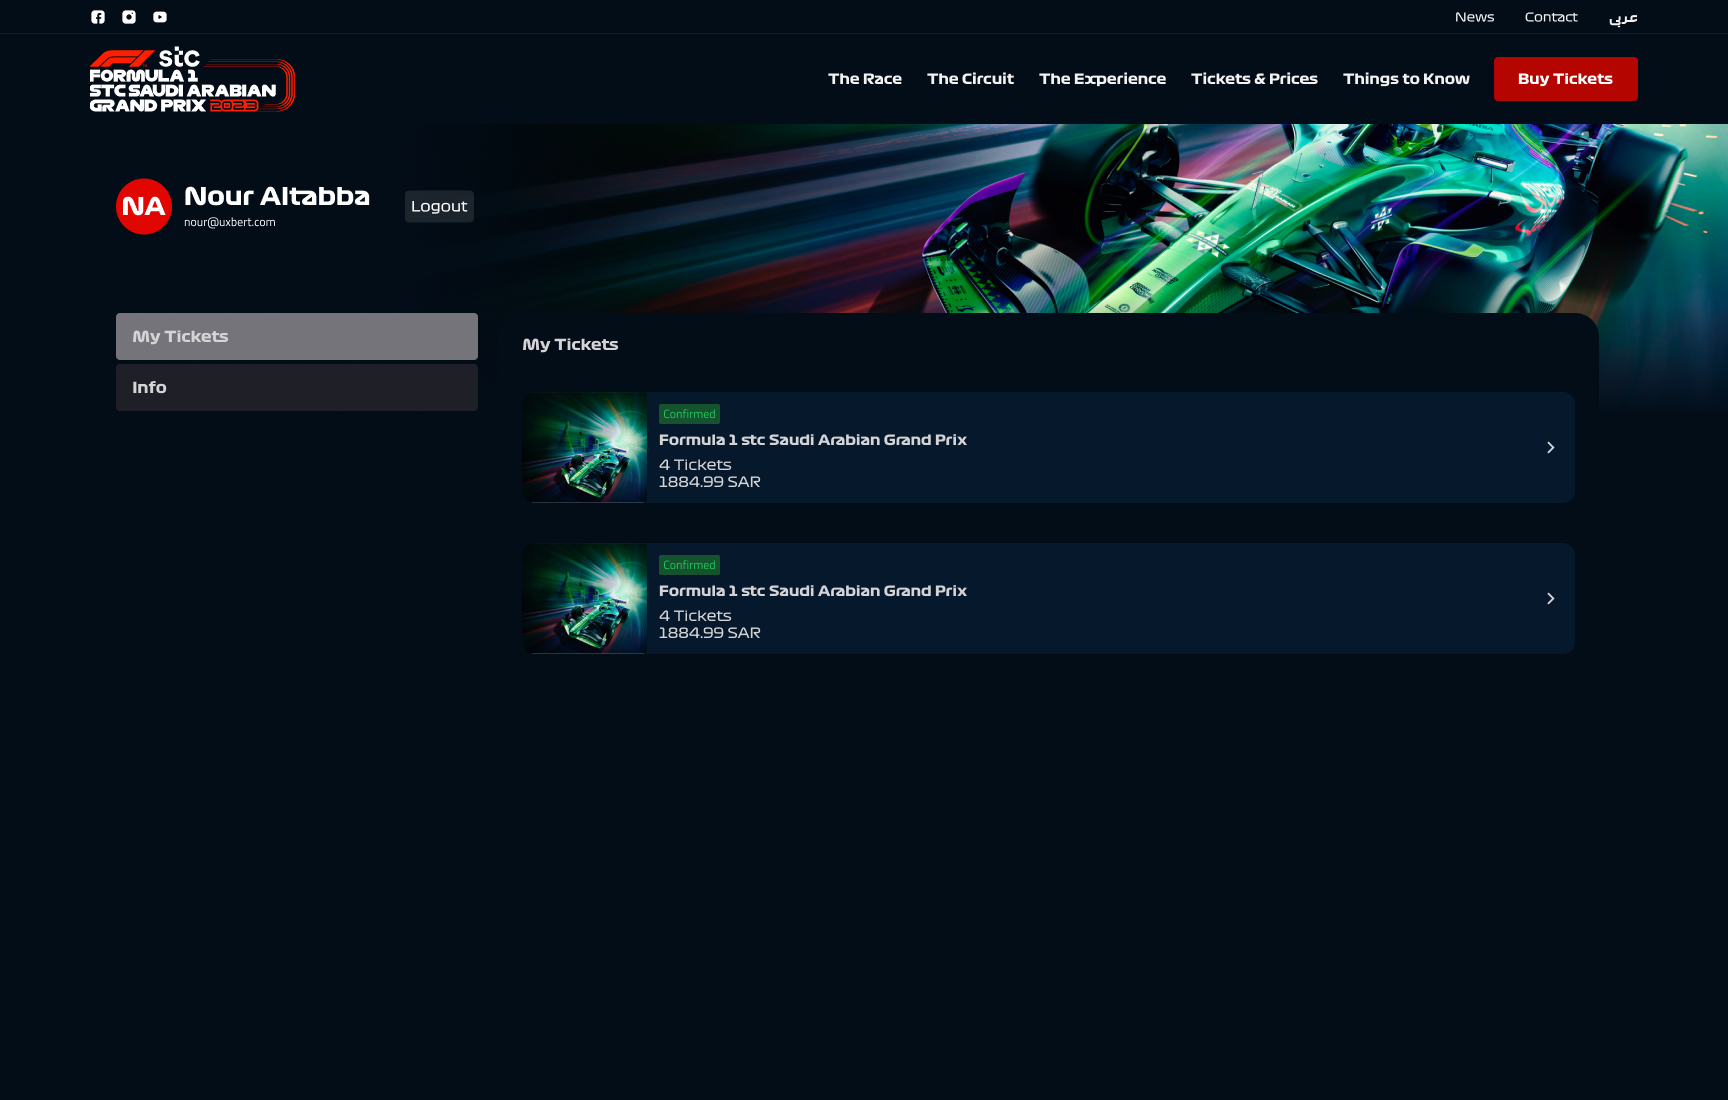 News
Contact
عربي
stc
FORMULA 1
STC SAUDI ARABIAN
GRAND PRIX 2023
The Race
The Circuit
The Experience
Tickets & Prices
Things to Know
Buy Tickets
NA
Nour Altabba
nour@uxbert.com
Logout
My Tickets
Info
My Tickets
Confirmed
Formula 1 stc Saudi Arabian Grand Prix
4 Tickets
1884.99 SAR
Confirmed
Formula 1 stc Saudi Arabian Grand Prix
4 Tickets
1884.99 SAR